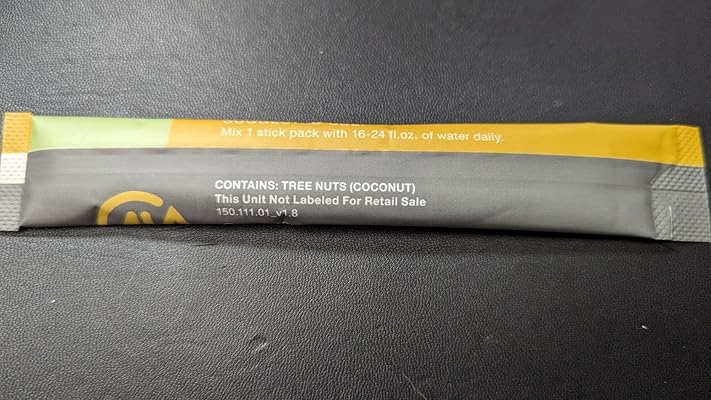 Mix 1 stick pack with 16-24 fl.oz. of water daily.
CONTAINS: TREE NUTS (COCONUT)
This Unit Not Labeled For Retail Sale
150.111.01_v1.8